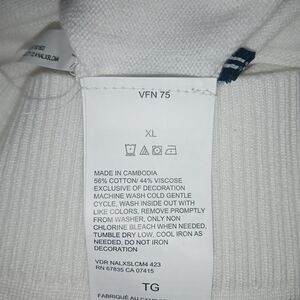 VFN 75
XL
MADE IN CAMBODIA
56% COTTON/ 44% VISCOSE
EXCLUSIVE OF DECORATION
MACHINE WASH COLD GENTLE
CYCLE, WASH INSIDE OUT WITH
LIKE COLORS, REMOVE PROMPTLY
FROM WASHER, ONLY NON
CHLORINE BLEACH WHEN NEEDED,
TUMBLE DRY LOW, COOL IRON AS
NEEDED, DO NOT IRON
DECORATION
VDR NALXSLCM4 423
RN 67835 CA 07415
TG